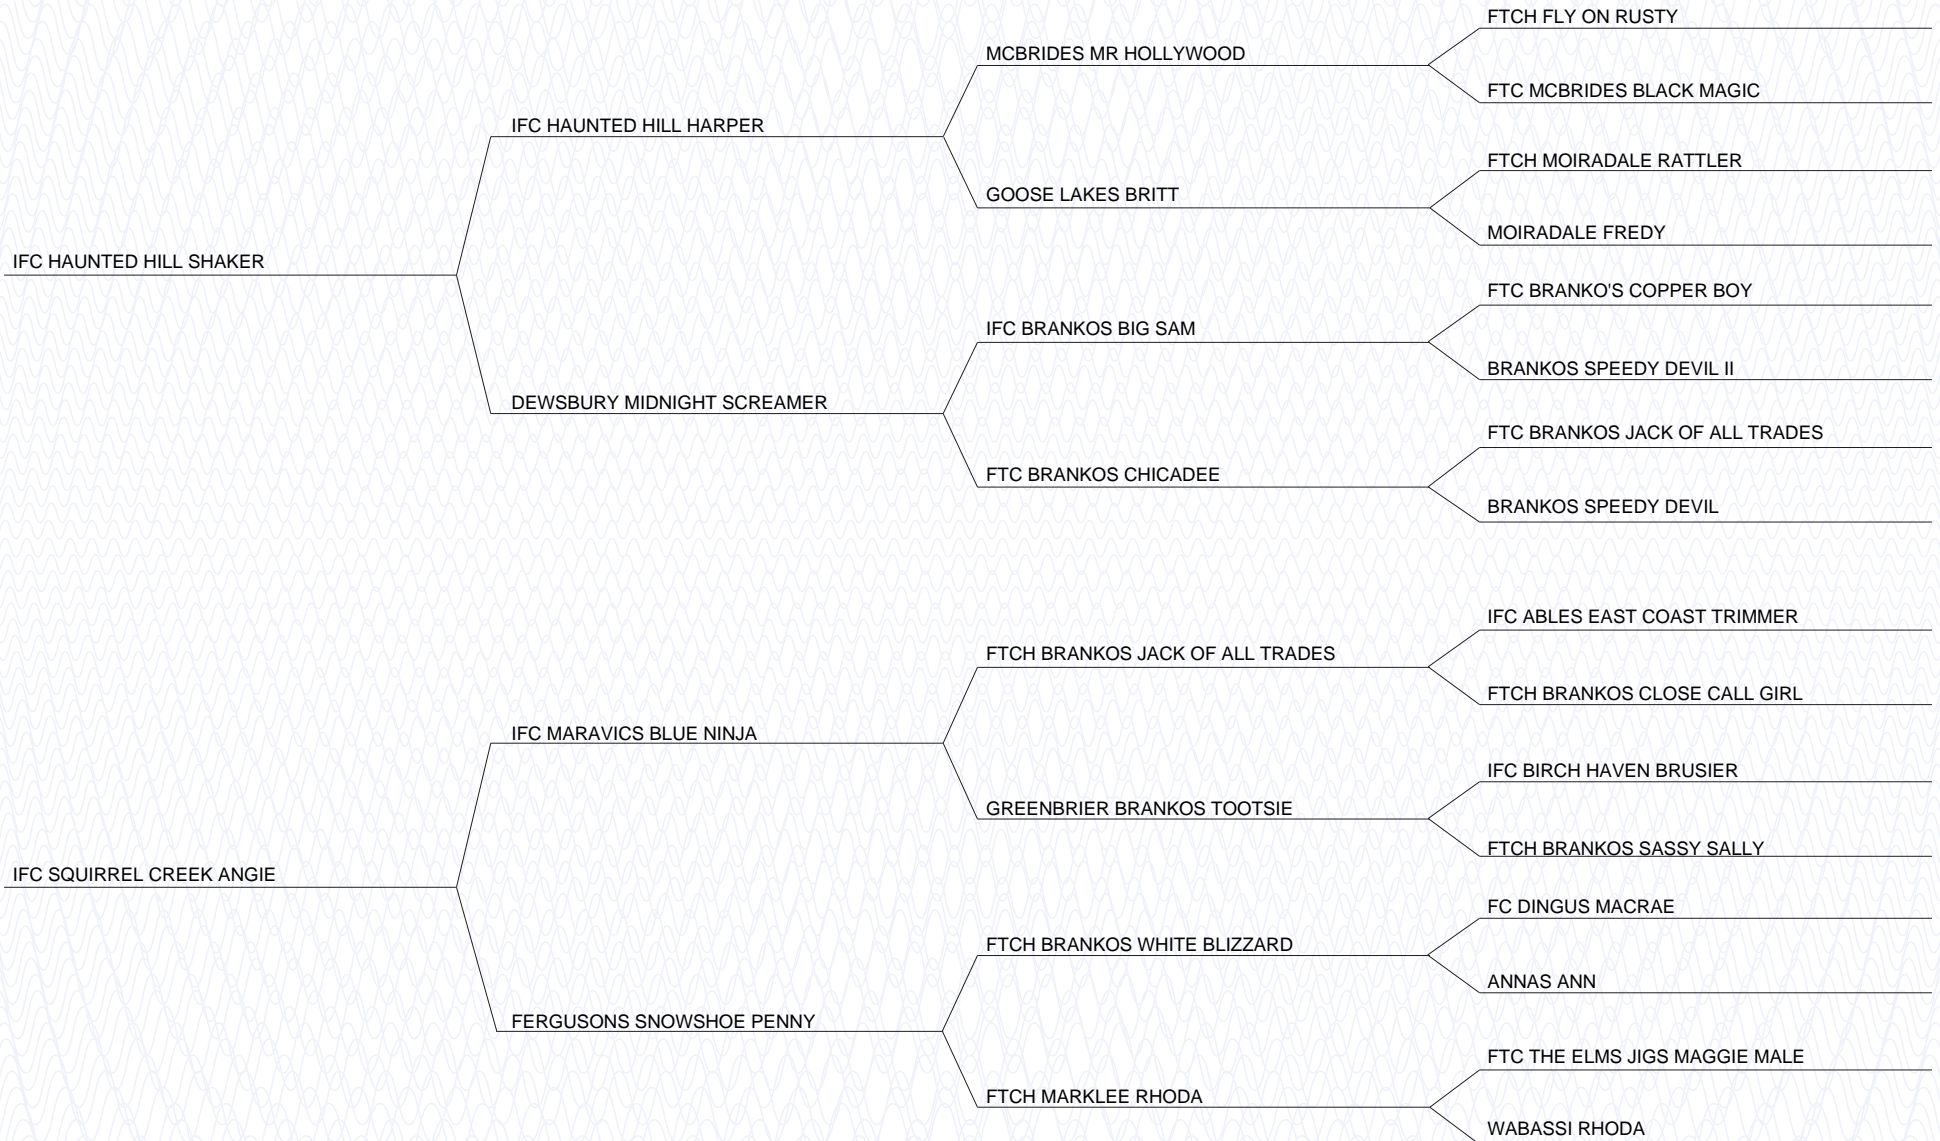 FTCH FLY ON RUSTY
MCBRIDES MR HOLLYWOOD
FTC MCBRIDES BLACK MAGIC
IFC HAUNTED HILL HARPER
FTCH MOIRADALE RATTLER
GOOSE LAKES BRITT
MOIRADALE FREDY
IFC HAUNTED HILL SHAKER
FTC BRANKO'S COPPER BOY
IFC BRANKOS BIG SAM
BRANKOS SPEEDY DEVIL II
DEWSBURY MIDNIGHT SCREAMER
FTC BRANKOS JACK OF ALL TRADES
FTC BRANKOS CHICADEE
BRANKOS SPEEDY DEVIL
IFC ABLES EAST COAST TRIMMER
FTCH BRANKOS JACK OF ALL TRADES
FTCH BRANKOS CLOSE CALL GIRL
IFC MARAVICS BLUE NINJA
IFC BIRCH HAVEN BRUSIER
GREENBRIER BRANKOS TOOTSIE
FTCH BRANKOS SASSY SALLY
IFC SQUIRREL CREEK ANGIE
FC DINGUS MACRAE
FTCH BRANKOS WHITE BLIZZARD
ANNAS ANN
FERGUSONS SNOWSHOE PENNY
FTC THE ELMS JIGS MAGGIE MALE
FTCH MARKLEE RHODA
WABASSI RHODA